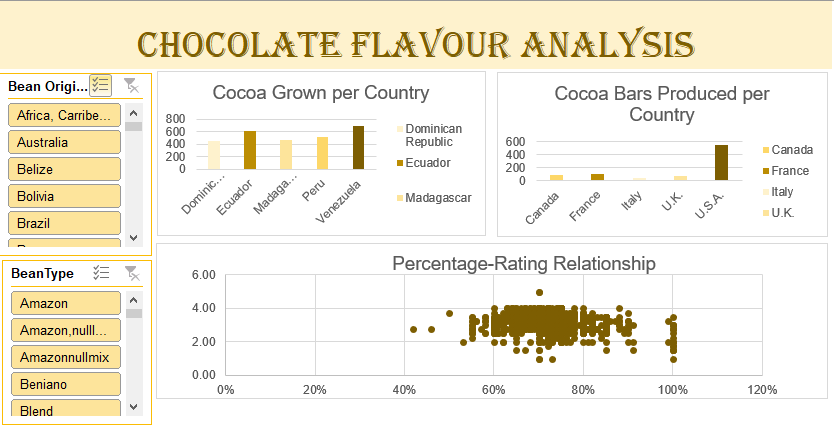 CHOCOLATE FLAVOUR ANALYSIS
Bean Origi...
Africa, Carribe...
Australia
Belize
Bolivia
Brazil
BeanType
Amazon
Amazon,nulll...
Amazonnullmix
Beniano
Blend
Cocoa Grown per Country
800
600
400
200
0
Dominic...
Ecuador
Madaga...
Peru
Venezuela
Dominican
Republic
Ecuador
Madagascar
Cocoa Bars Produced per
Country
600
400
200
0
Canada
France
Italy
U.K.
U.S.A.
Canada
France
Italy
U.K.
Percentage-Rating Relationship
6.00
4.00
2.00
0.00
0%
20%
40%
60%
80%
100%
120%